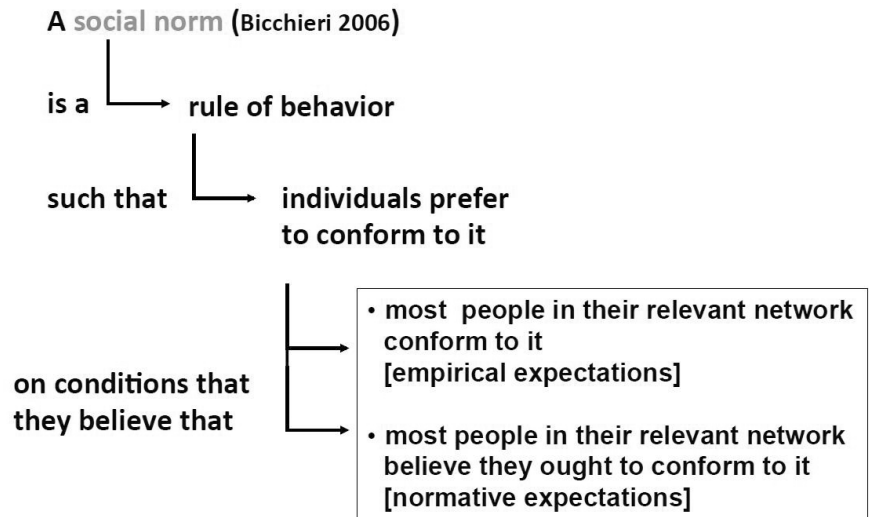 A social norm (Bicchieri 2006)
is a rule of behavior
such that individuals prefer
to conform to it
on conditions that
they believe that
• most people in their relevant network
conform to it
[empirical expectations]
• most people in their relevant network
believe they ought to conform to it
[normative expectations]